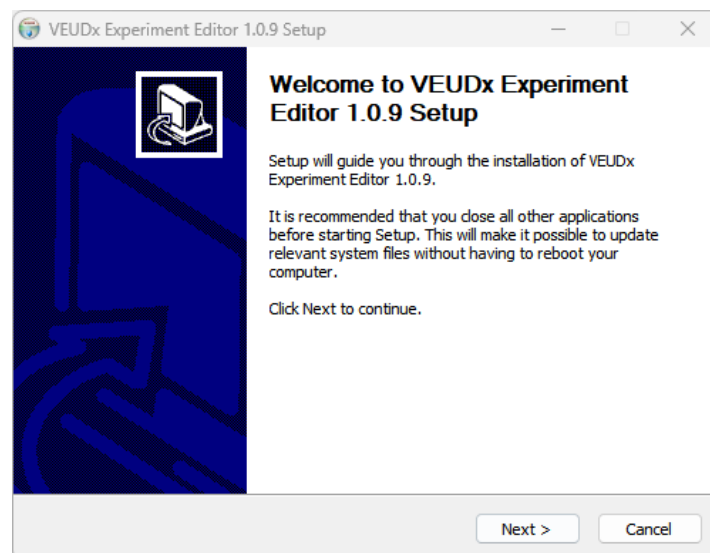 VEUDx Experiment Editor 1.0.9 Setup
Welcome to VEUDx Experiment
Editor 1.0.9 Setup
Setup will guide you through the installation of VEUDx
Experiment Editor 1.0.9.
It is recommended that you close all other applications
before starting Setup. This will make it possible to update
relevant system files without having to reboot your
computer.
Click Next to continue.
Next > Cancel